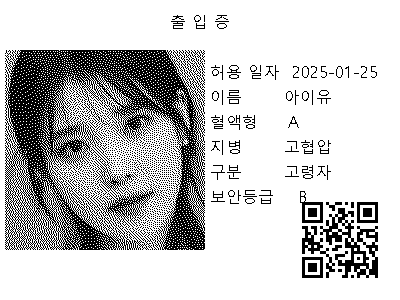 출 입 증
허용 일자 2025-01-25
이름 아이유
혈액형 A
지병 고협압
구분 고령자
보안등급 B